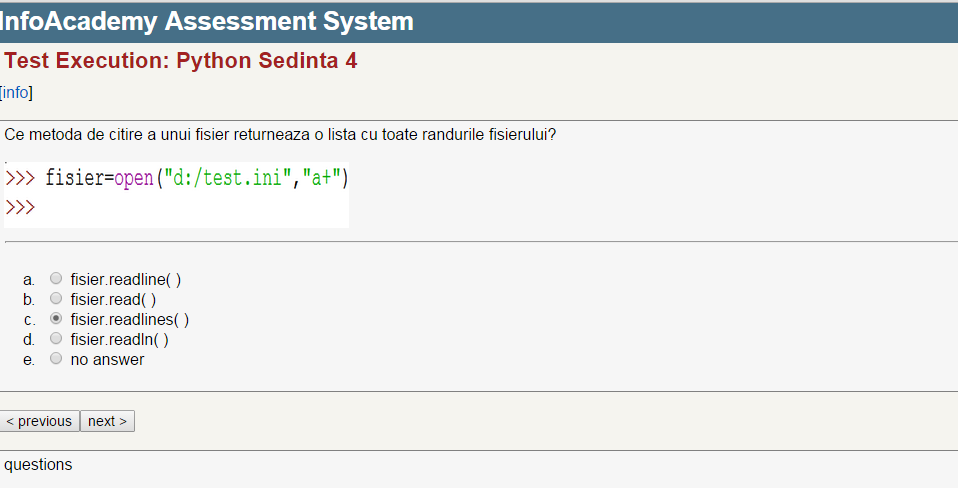 InfoAcademy Assessment System
Test Execution: Python Sedinta 4
[info]
Ce metoda de citire a unui fisier returneaza o lista cu toate randurile fisierului?
>>> fisier=open("d:/test.ini","a+")
>>>
a. fisier.readline( )
b. fisier.read( )
c. fisier.readlines( )
d. fisier.readln( )
e. no answer
< previous next >
questions